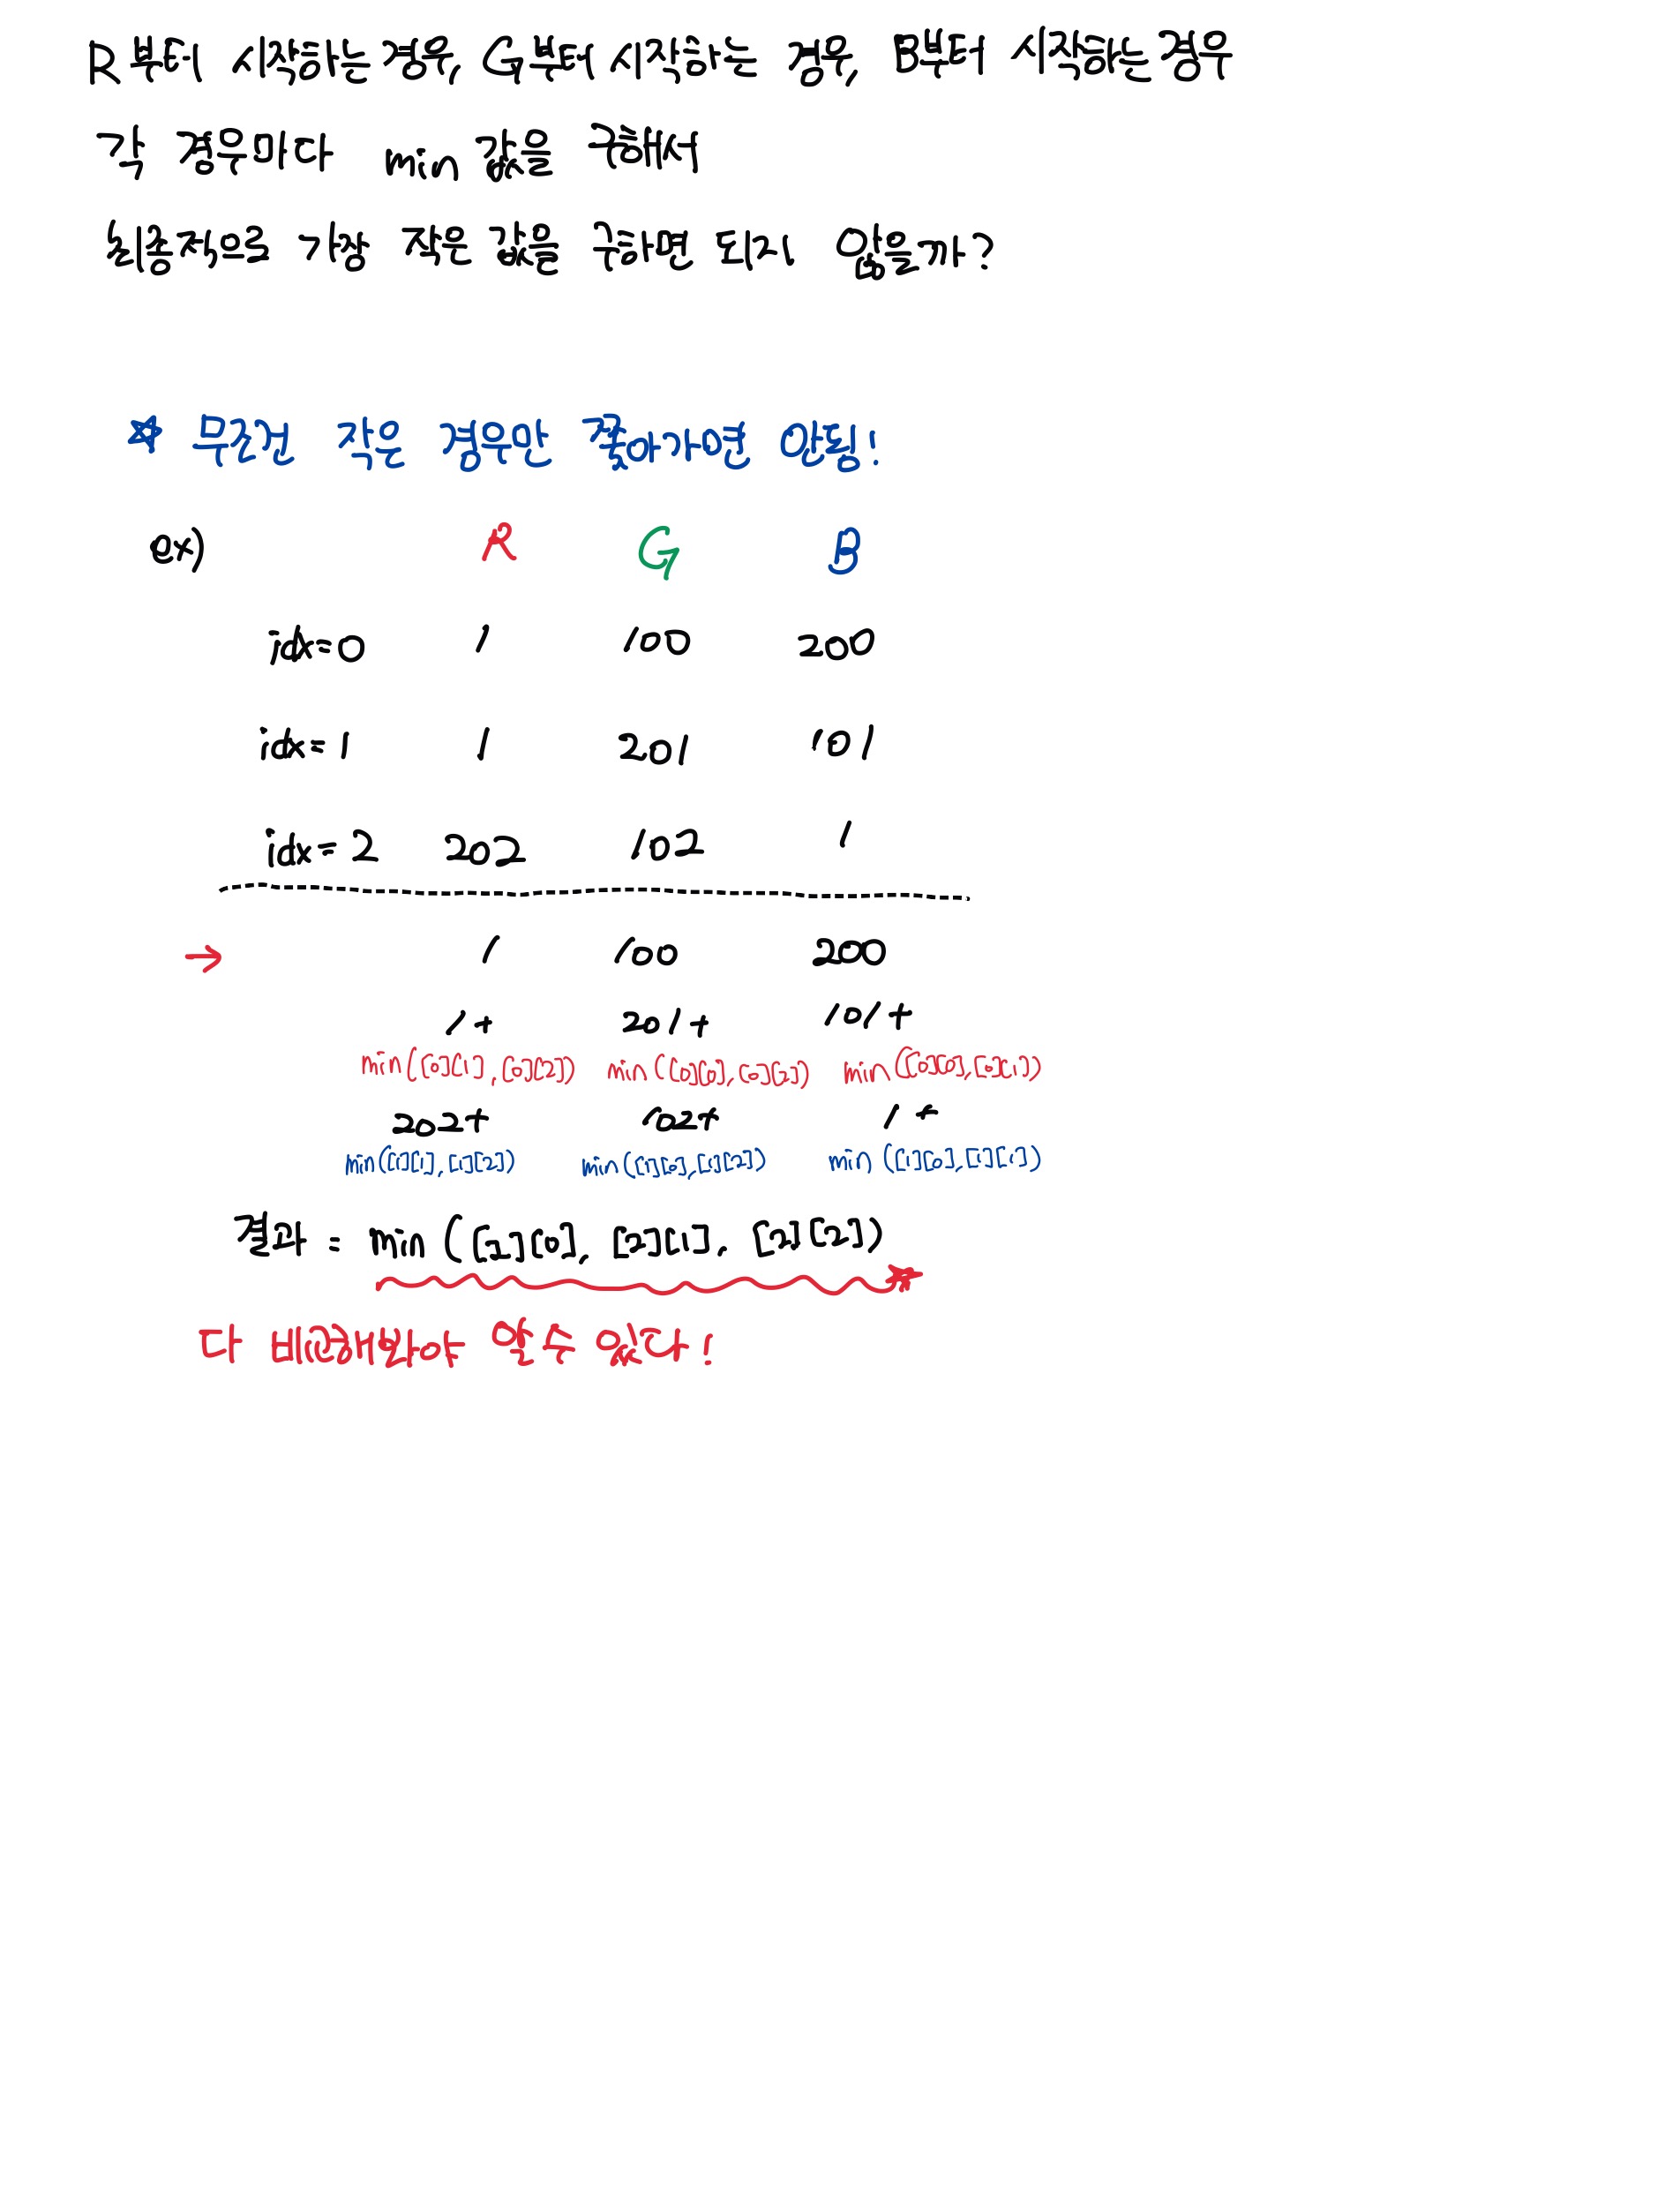 R부터 시작하는 경우, G부터 시작하는 경우, B부터 시작하는 경우
각 경우마다 min 값을 구해서
최종적으로 가장 작은 값을 구하면 되지 않을까?
☆ 무조건 작은 경우만 쫓아가면 안됨!
ex) R G B
idx=0 1 100 200
idx=1 1 201 101
idx=2 202 102 1
→ 1 100 200
1+ 201+ 101+
min([0][1], [0][2]) min([0][0], [0][2]) min([0][0], [0][1])
202+ 102+ 1+
min([1][1], [1][2]) min([1][0], [1][2]) min([1][0], [1][1])
결과 = min([2][0], [2][1], [2][2])
다 비교해봐야 알 수 있다!